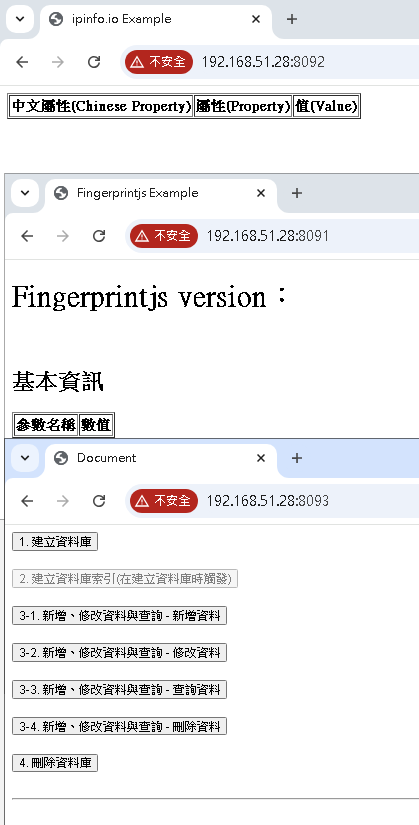 ipinfo.io Example
不安全 192.168.51.28:8092
中文屬性(Chinese Property) 屬性(Property) 值(Value)
Fingerprintjs Example
不安全 192.168.51.28:8091
Fingerprintjs version：
基本資訊
參數名稱 數值
Document
不安全 192.168.51.28:8093
1. 建立資料庫
2. 建立資料庫索引(在建立資料庫時觸發)
3-1. 新增、修改資料與查詢 - 新增資料
3-2. 新增、修改資料與查詢 - 修改資料
3-3. 新增、修改資料與查詢 - 查詢資料
3-4. 新增、修改資料與查詢 - 刪除資料
4. 刪除資料庫